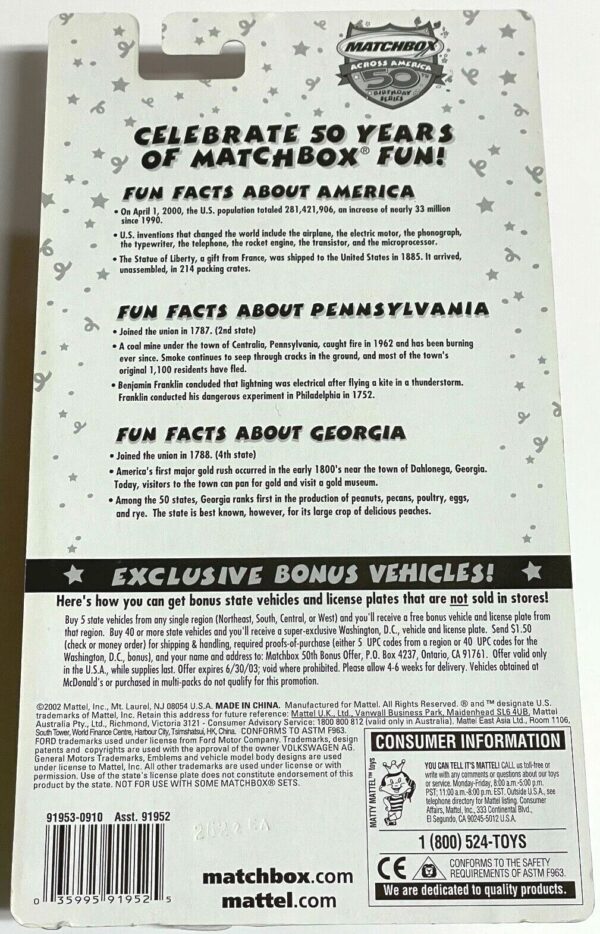 MATCHBOX
ACROSS AMERICA
50TH
BIRTHDAY
SERIES
CELEBRATE 50 YEARS
OF MATCHBOX® FUN!
FUN FACTS ABOUT AMERICA
• On April 1, 2000, the U.S. population totaled 281,421,906, an increase of nearly 33 million
since 1990.
• U.S. inventions that changed the world include the airplane, the electric motor, the phonograph,
the typewriter, the telephone, the rocket engine, the transistor, and the microprocessor.
• The Statue of Liberty, a gift from France, was shipped to the United States in 1885. It arrived,
unassembled, in 214 packing crates.
FUN FACTS ABOUT PENNSYLVANIA
• Joined the union in 1787. (2nd state)
• A coal mine under the town of Centralia, Pennsylvania, caught fire in 1962 and has been burning
ever since. Smoke continues to seep through cracks in the ground, and most of the town's
original 1,100 residents have fled.
• Benjamin Franklin concluded that lightning was electrical after flying a kite in a thunderstorm.
Franklin conducted his dangerous experiment in Philadelphia in 1752.
FUN FACTS ABOUT GEORGIA
• Joined the union in 1788. (4th state)
• America's first major gold rush occurred in the early 1800's near the town of Dahlonega, Georgia.
Today, visitors to the town can pan for gold and visit a gold museum.
• Among the 50 states, Georgia ranks first in the production of peanuts, pecans, poultry, eggs,
and rye. The state is best known, however, for its large crop of delicious peaches.
EXCLUSIVE BONUS VEHICLES!
Here's how you can get bonus state vehicles and license plates that are not sold in stores!
Buy 5 state vehicles from any single region (Northeast, South, Central, or West) and you'll receive a free bonus vehicle and license plate from
that region. Buy 40 or more state vehicles and you'll receive a super-exclusive Washington, D.C., vehicle and license plate. Send $1.50
(check or money order) for shipping & handling, required proofs-of-purchase (either 5 UPC codes from a region or 40 UPC codes for the
Washington, D.C., bonus), and your name and address to: Matchbox 50th Bonus Offer, P.O. Box 4237, Ontario, CA 91761. Offer valid only
in the U.S.A., while supplies last. Offer expires 6/30/03; void where prohibited. Please allow 4-6 weeks for delivery. Vehicles obtained at
McDonald's or purchased in multi-packs do not qualify for this promotion.
©2002 Mattel, Inc., Mt. Laurel, NJ 08054 U.S.A. MADE IN CHINA. Manufactured for Mattel. All Rights Reserved. ® and ™ designate U.S.
trademarks of Mattel, Inc. Retain this address for future reference: Mattel U.K., Ltd., Vanwall Business Park, Maidenhead SL6 4UB. Mattel
Australia Pty., Ltd., Richmond, Victoria 3121 - Consumer Advisory Service: 1800 800 812 (valid only in Australia). Mattel East Asia Ltd., Room 1106,
South Tower, World Finance Centre, Harbour City, Tsimshatsui, HK, China. CONFORMS TO ASTM F963.
FORD trademarks used under license from Ford Motor Company. Trademarks, design
patents and copyrights are used with the approval of the owner VOLKSWAGEN AG.
General Motors Trademarks, Emblems and vehicle model body designs are used
under license to Mattel, Inc. All other trademarks are used under license or with
permission. Use of the state's license plate does not constitute endorsement of this
product by the state. NOT FOR USE WITH SOME MATCHBOX® SETS.
CONSUMER INFORMATION
MATTY MATTEL™ toys
YOU CAN TELL IT'S MATTEL! CALL us toll-free or
write with any comments or questions about our toys
or service. Monday-Friday, 8:00 a.m.-5:00 p.m.
PST; 11:00 a.m.-8:00 p.m. EST. Outside U.S.A., see
telephone directory for Mattel listing. Consumer
Affairs, Mattel, Inc., 333 Continental Blvd.,
El Segundo, CA 90245-5012 U.S.A.
1 (800) 524-TOYS
CE
CONFORMS TO THE SAFETY
REQUIREMENTS OF ASTM F963.
We are dedicated to quality products.
91953-0910 Asst. 91952
0 35995 91952 5
matchbox.com
mattel.com